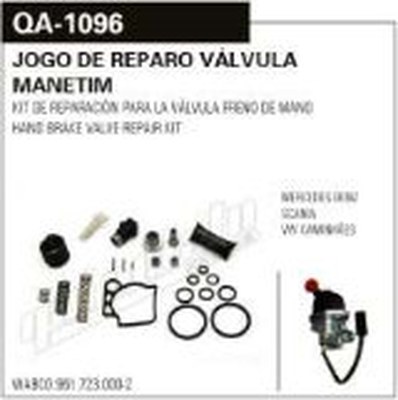 QA-1096
JOGO DE REPARO VÁLVULA
MANETIM
KIT DE REPARACIÓN PARA LA VÁLVULA FRENO DE MANO
HAND BRAKE VALVE REPAIR KIT
MERCEDES BENZ
SCANIA
VW CAMINHÕES
WABCO 961.723.000-2